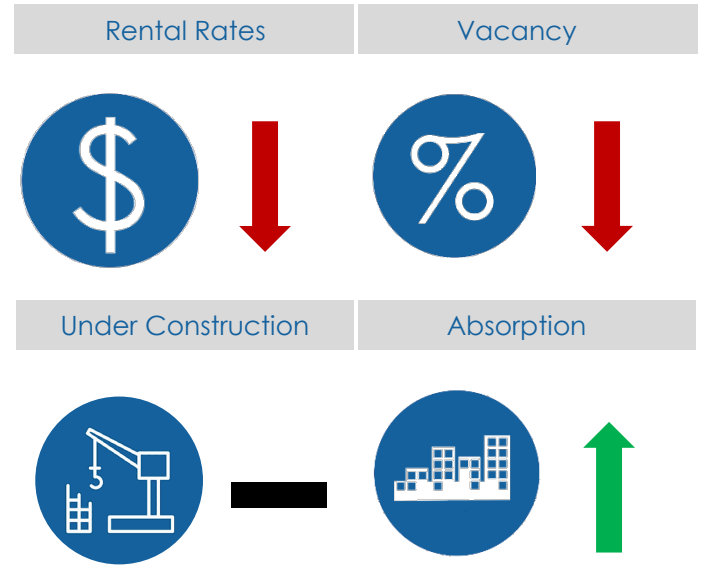 Rental Rates
Vacancy
$
%
Under Construction
Absorption